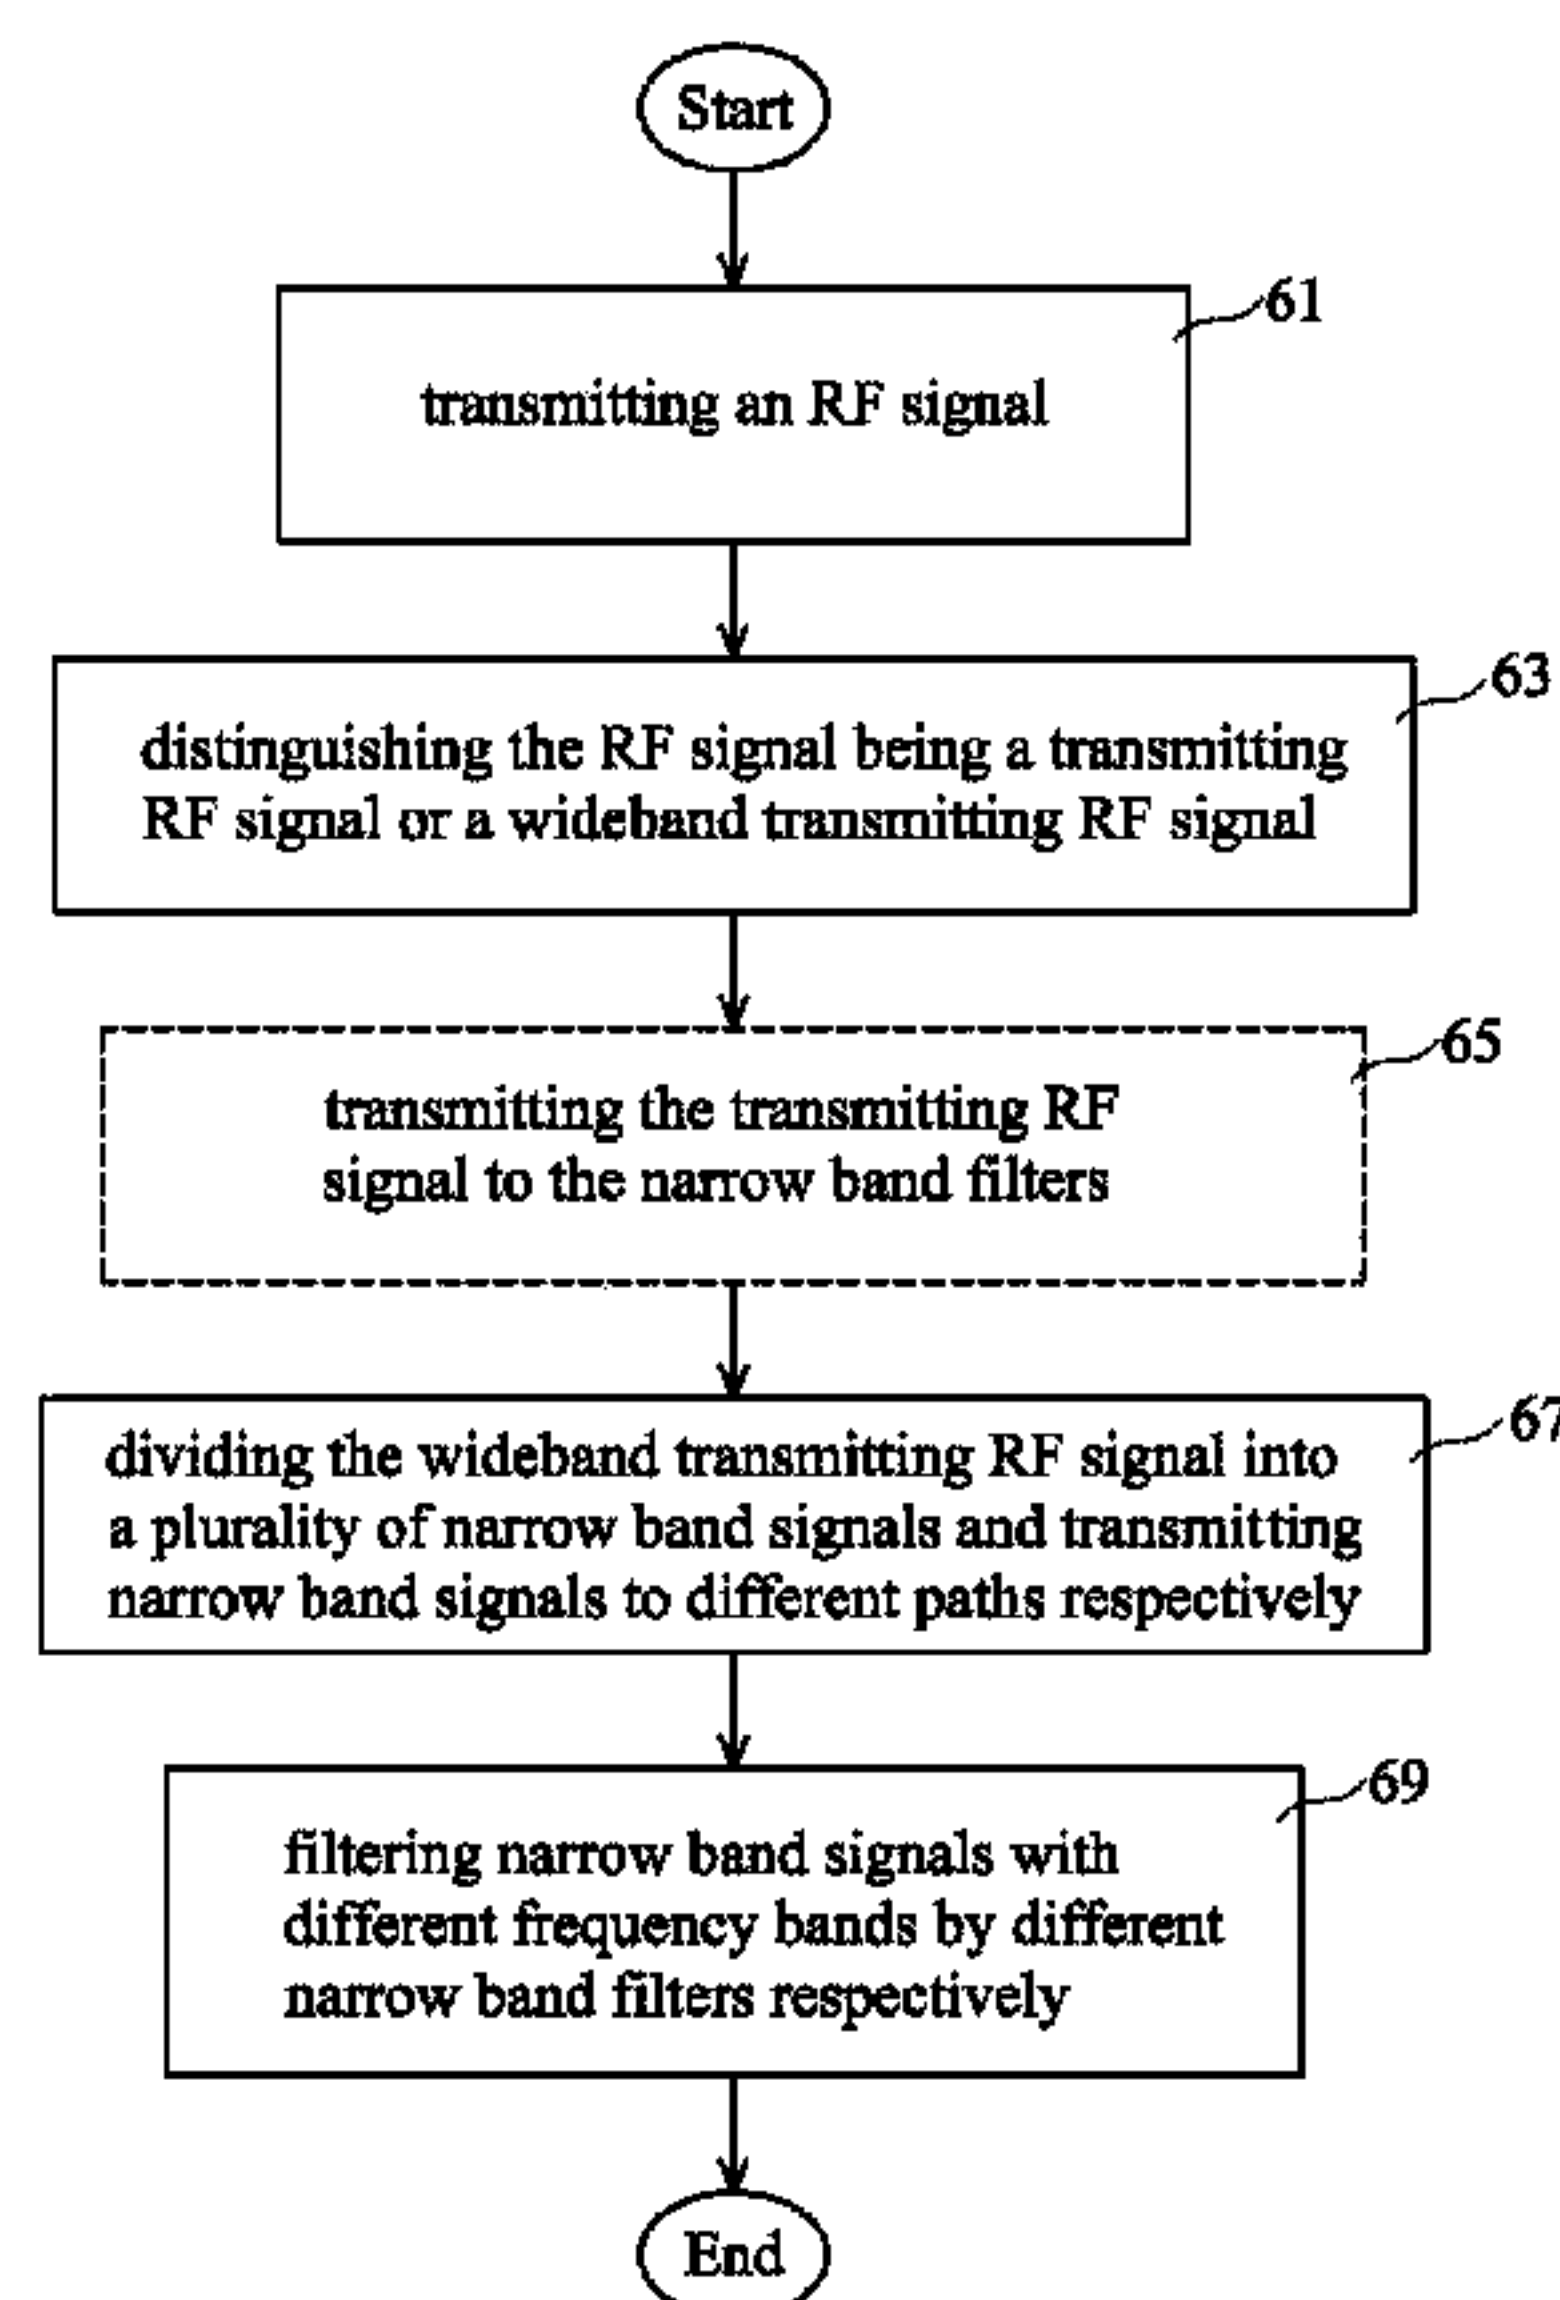 Start
61
transmitting an RF signal
63
distinguishing the RF signal being a transmitting
RF signal or a wideband transmitting RF signal
65
transmitting the transmitting RF
signal to the narrow band filters
67
dividing the wideband transmitting RF signal into
a plurality of narrow band signals and transmitting
narrow band signals to different paths respectively
69
filtering narrow band signals with
different frequency bands by different
narrow band filters respectively
End